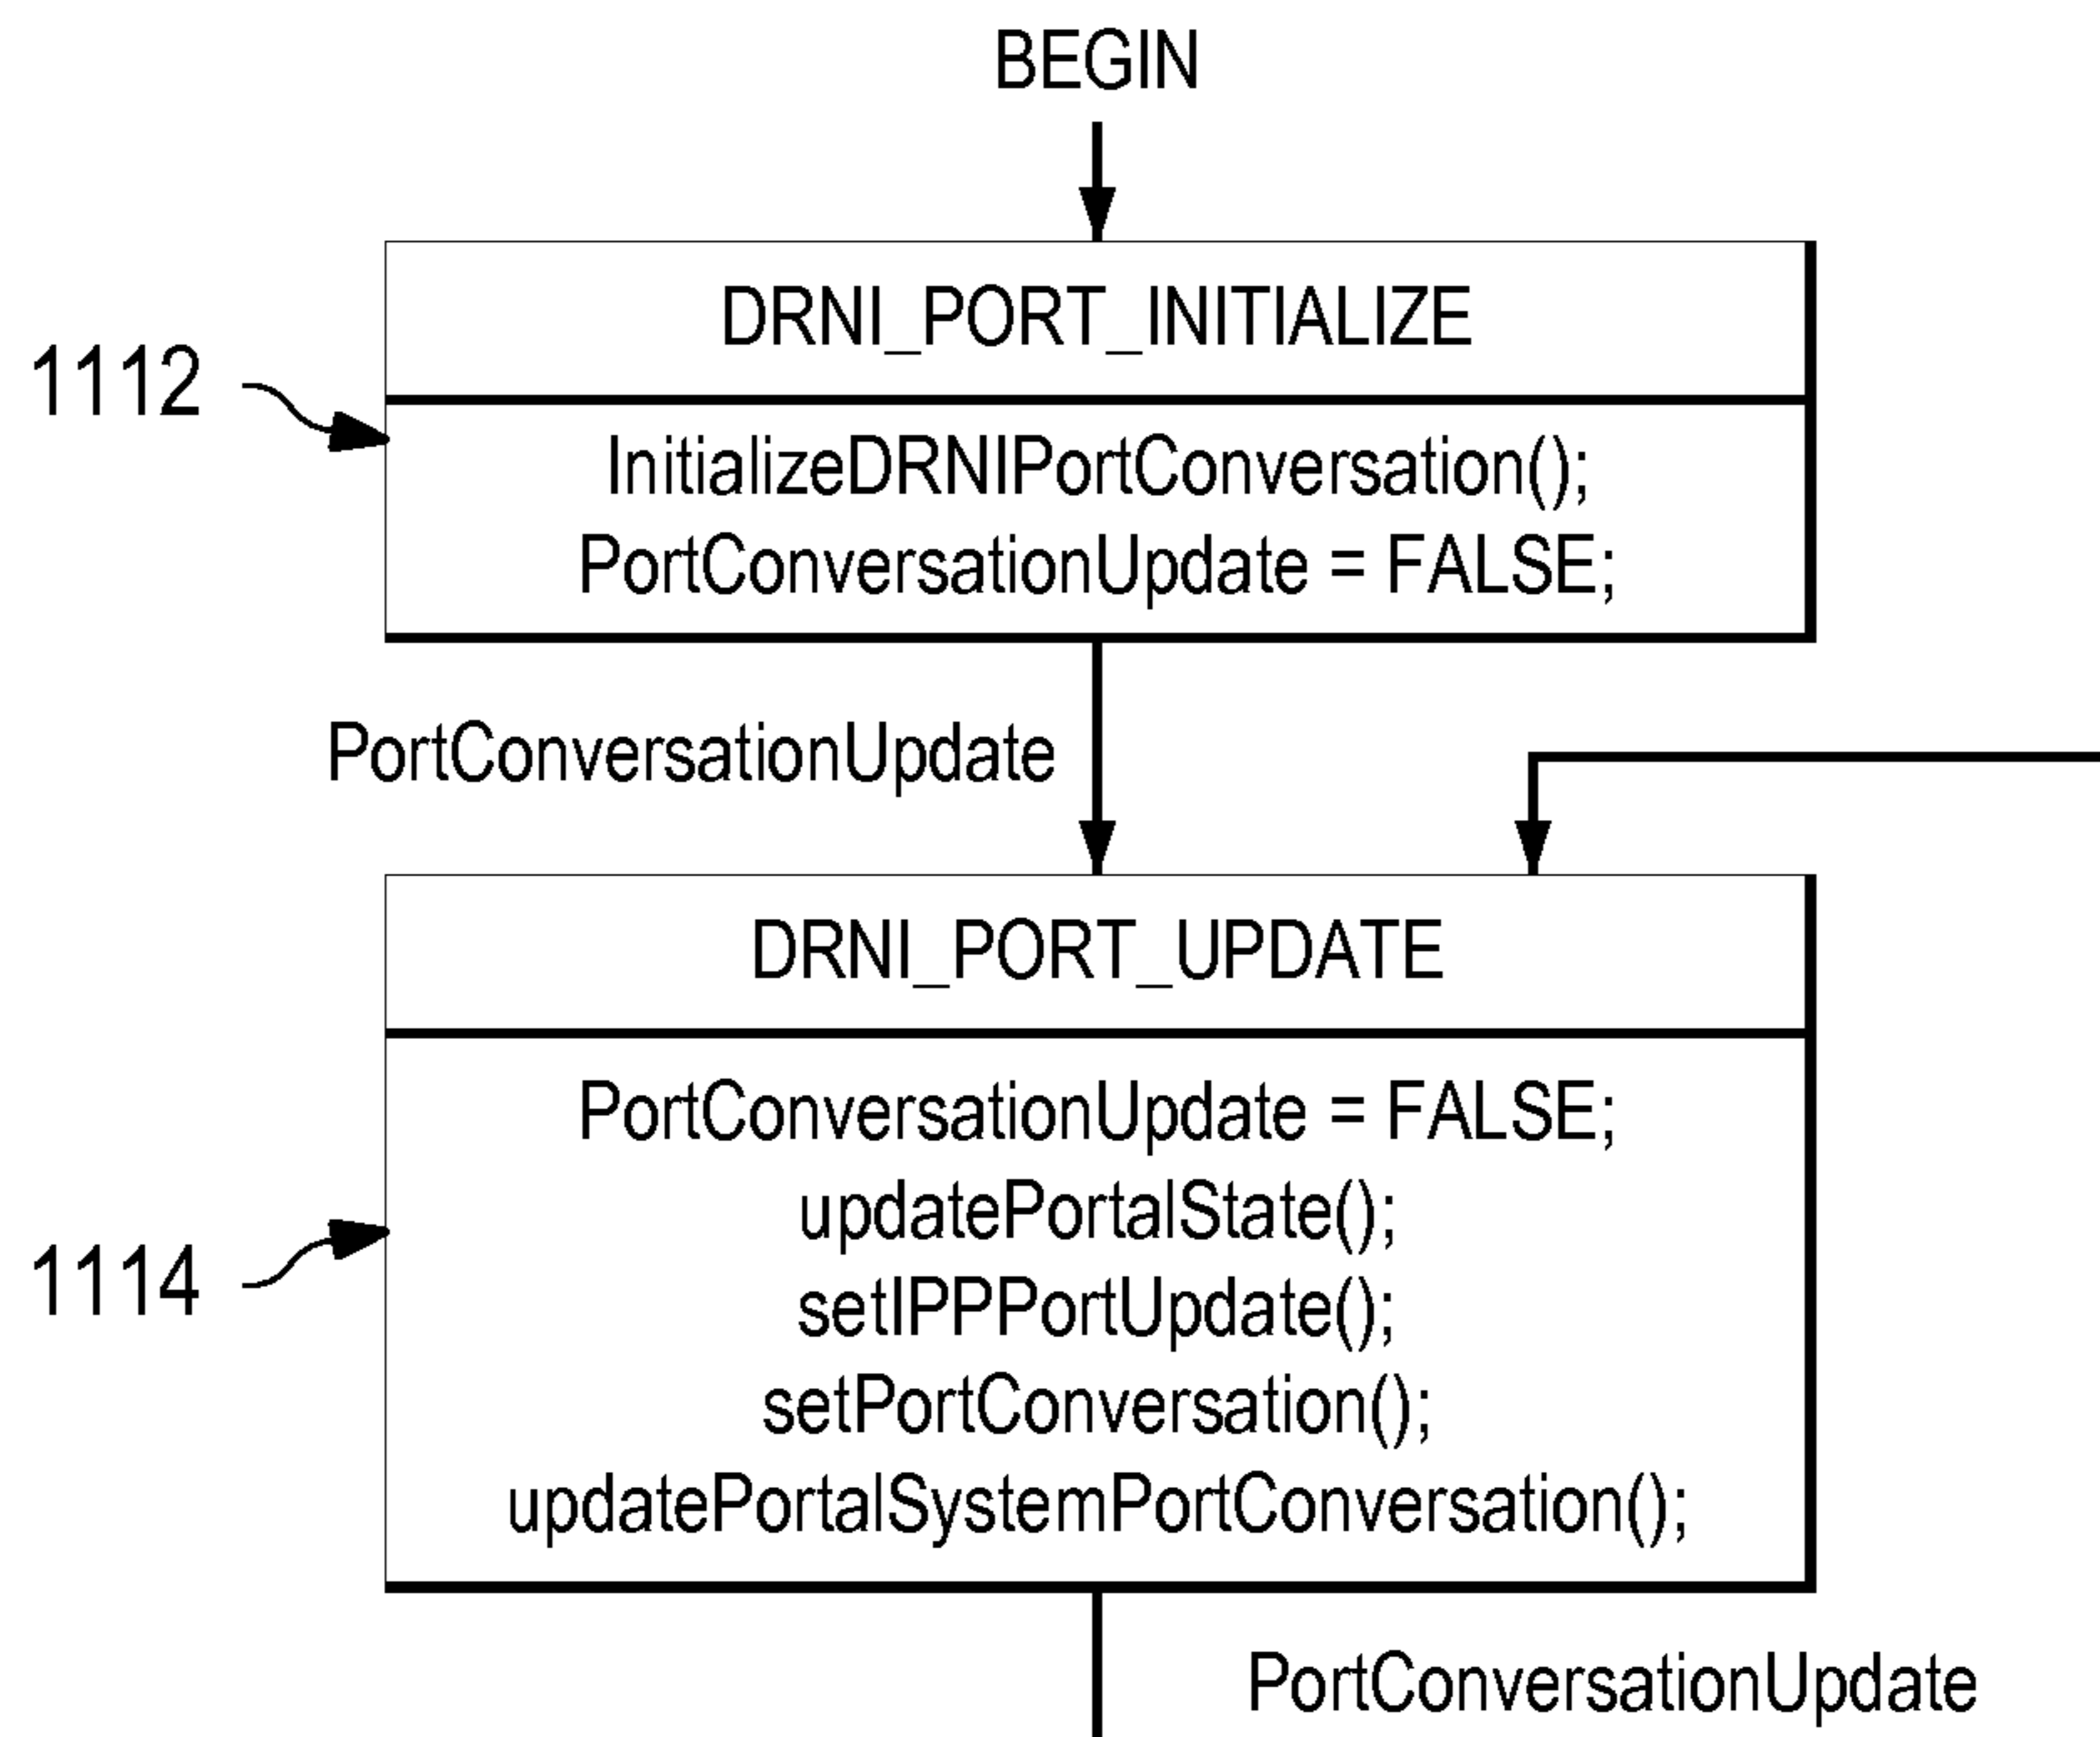 BEGIN
DRNI_PORT_INITIALIZE
1112
InitializeDRNIPortConversation();
PortConversationUpdate = FALSE;
PortConversationUpdate
DRNI_PORT_UPDATE
PortConversationUpdate = FALSE;
updatePortalState();
1114
setIPPPortUpdate();
setPortConversation();
updatePortalSystemPortConversation();
PortConversationUpdate